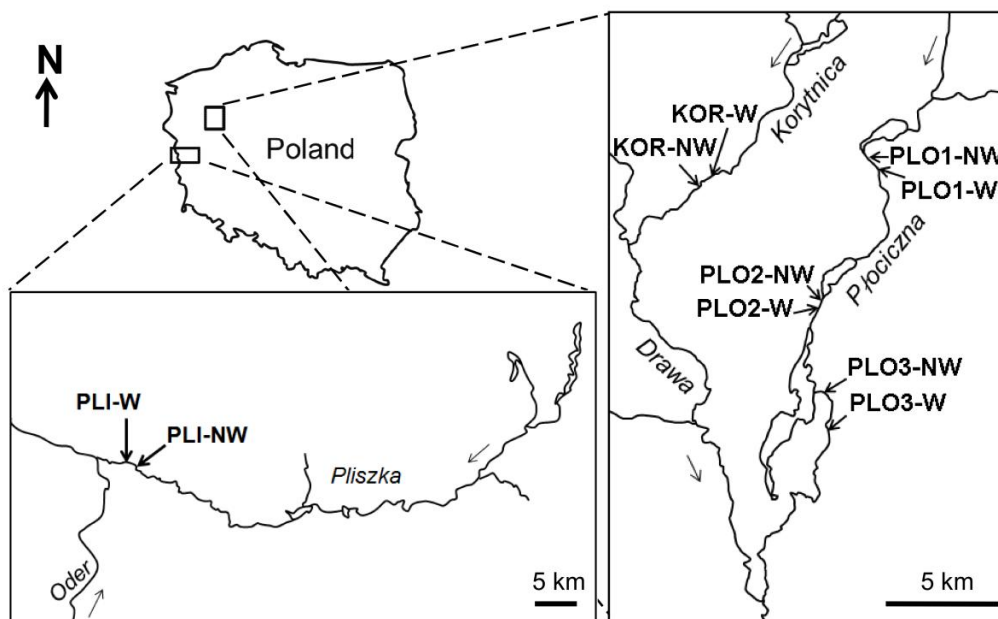 N
Poland
PLI-W
PLI-NW
Pliszka
Oder
5 km
Korytnica
KOR-W
KOR-NW
PLO1-NW
PLO1-W
Płociczna
PLO2-NW
PLO2-W
Drawa
PLO3-NW
PLO3-W
5 km